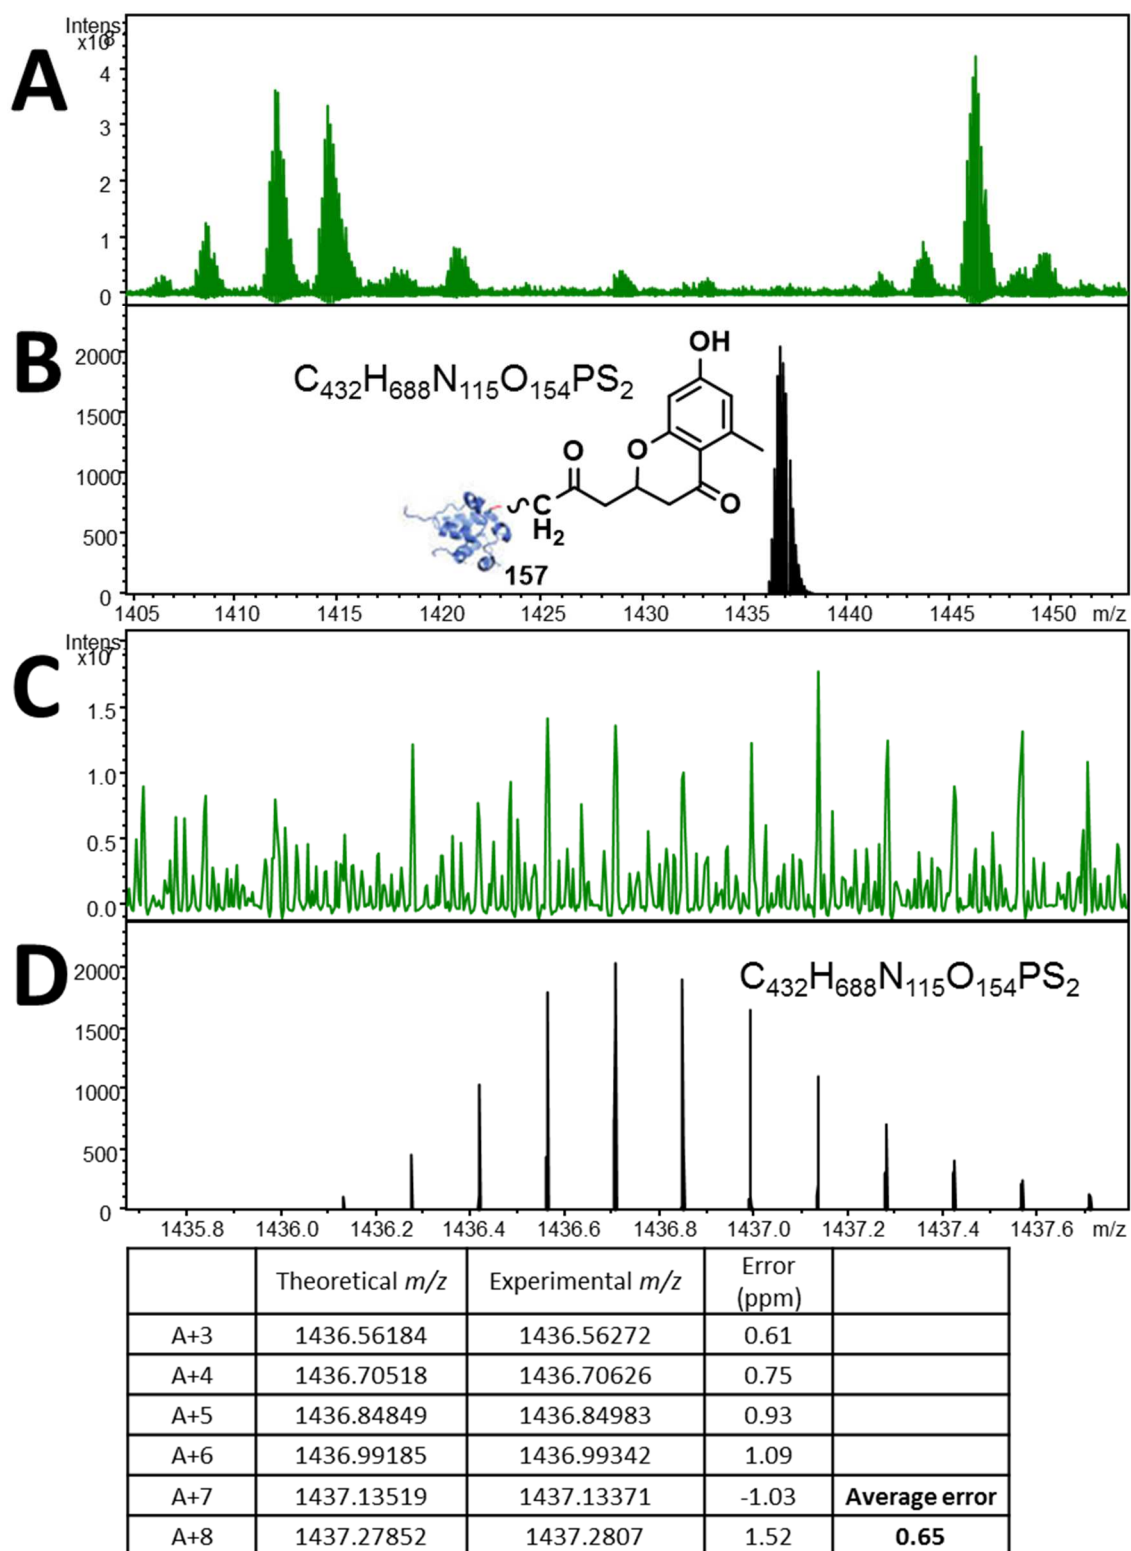 A
Intens.
x10⁸
4
3
2
1
0
B
2000
1500
1000
500
0
C₄₃₂H₆₈₈N₁₁₅O₁₅₄PS₂
OH
O
O
O
C
H₂
157
1405 1410 1415 1420 1425 1430 1435 1440 1445 1450 m/z
C
Intens.
x10⁷
1.5
1.0
0.5
0.0
D
2000
1500
1000
500
0
C₄₃₂H₆₈₈N₁₁₅O₁₅₄PS₂
1435.8 1436.0 1436.2 1436.4 1436.6 1436.8 1437.0 1437.2 1437.4 1437.6 m/z
Theoretical m/z Experimental m/z Error
(ppm)
A+3 1436.56184 1436.56272 0.61
A+4 1436.70518 1436.70626 0.75
A+5 1436.84849 1436.84983 0.93
A+6 1436.99185 1436.99342 1.09
A+7 1437.13519 1437.13371 -1.03 Average error
A+8 1437.27852 1437.2807 1.52 0.65